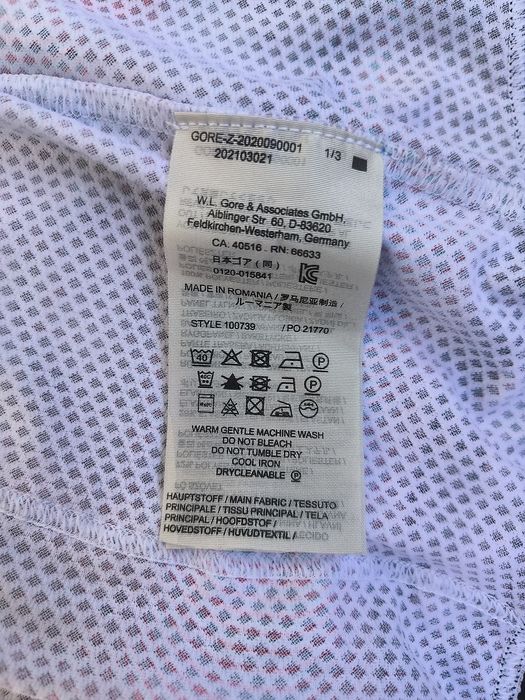 GORE-Z-2020090001
202103021
1/3
W.L. Gore & Associates GmbH.
Aiblinger Str 60, D-83620
Feldkirchen-Westerham, Germany
CA: 40516 . RN: 66633
日本ゴア ( 同 )
0120-015841
MADE IN ROMANIA / 罗马尼亚制造 /
ルーマニア製
STYLE 100739 / PO 21770
40 P
40C P
WARM GENTLE MACHINE WASH
DO NOT BLEACH
DO NOT TUMBLE DRY
COOL IRON
DRYCLEANABLE P
HAUPTSTOFF / MAIN FABRIC / TESSUTO
PRINCIPALE / TISSU PRINCIPAL / TELA
PRINCIPAL / HOOFDSTOF /
HOVEDSTOFF / HUVUDTEXTIL /